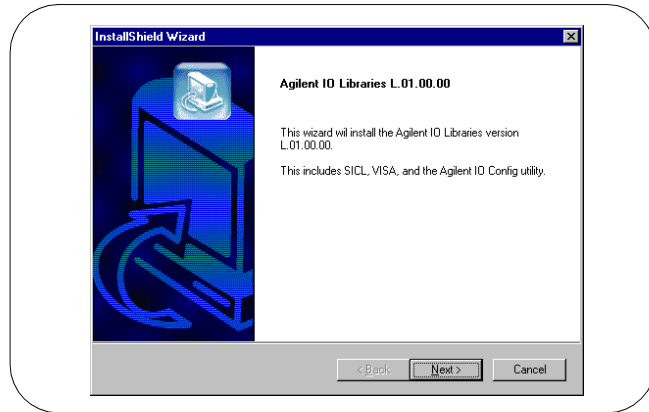 InstallShield Wizard
Agilent IO Libraries L.01.00.00
This wizard wil install the Agilent IO Libraries version
L.01.00.00.
This includes SICL, VISA, and the Agilent IO Config utility.
< Back
Next >
Cancel